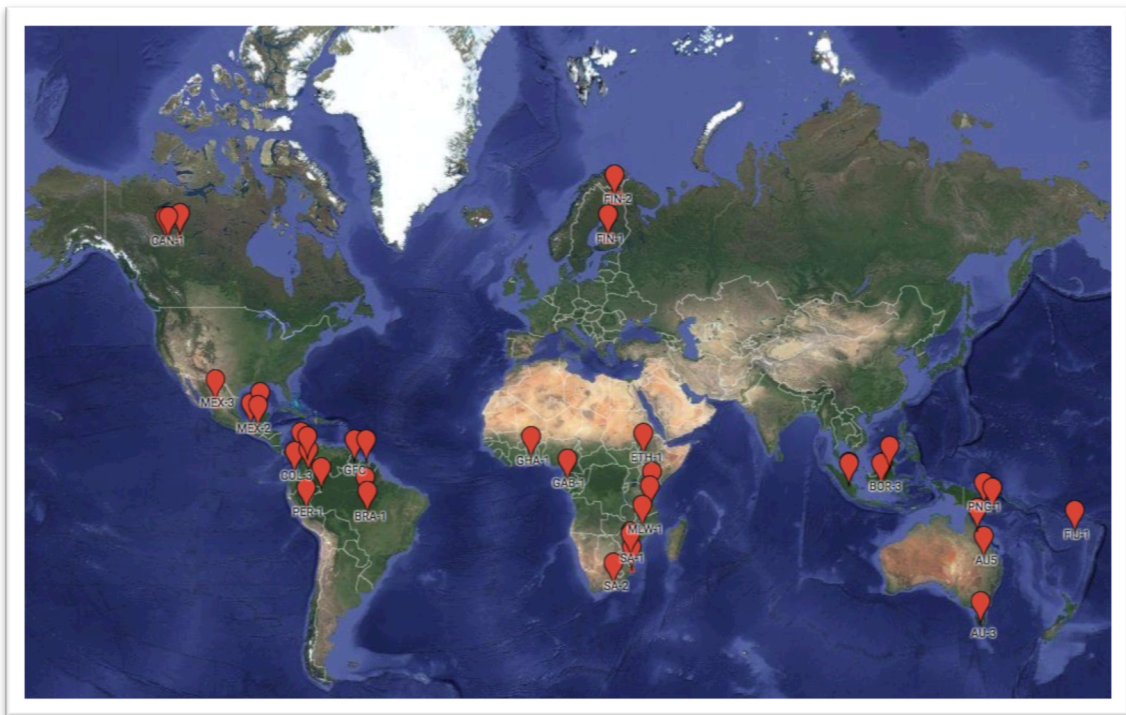 FIN-2
CAN-1
FIN-1
MEX-3
MEX-2
GHA-1
ETH-1
COL-3
GFC
GAB-1
BOR-3
PER-1
BRA-1
PNG-1
MLW-1
FIJ-1
SA-1
AU5
SA-2
AU-3